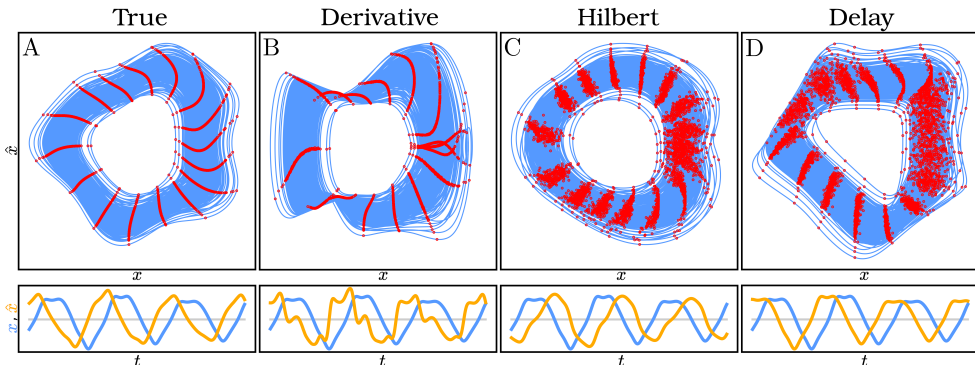 True Derivative Hilbert Delay
A B C D
x̂
x x x x
x, x̂
t t t t